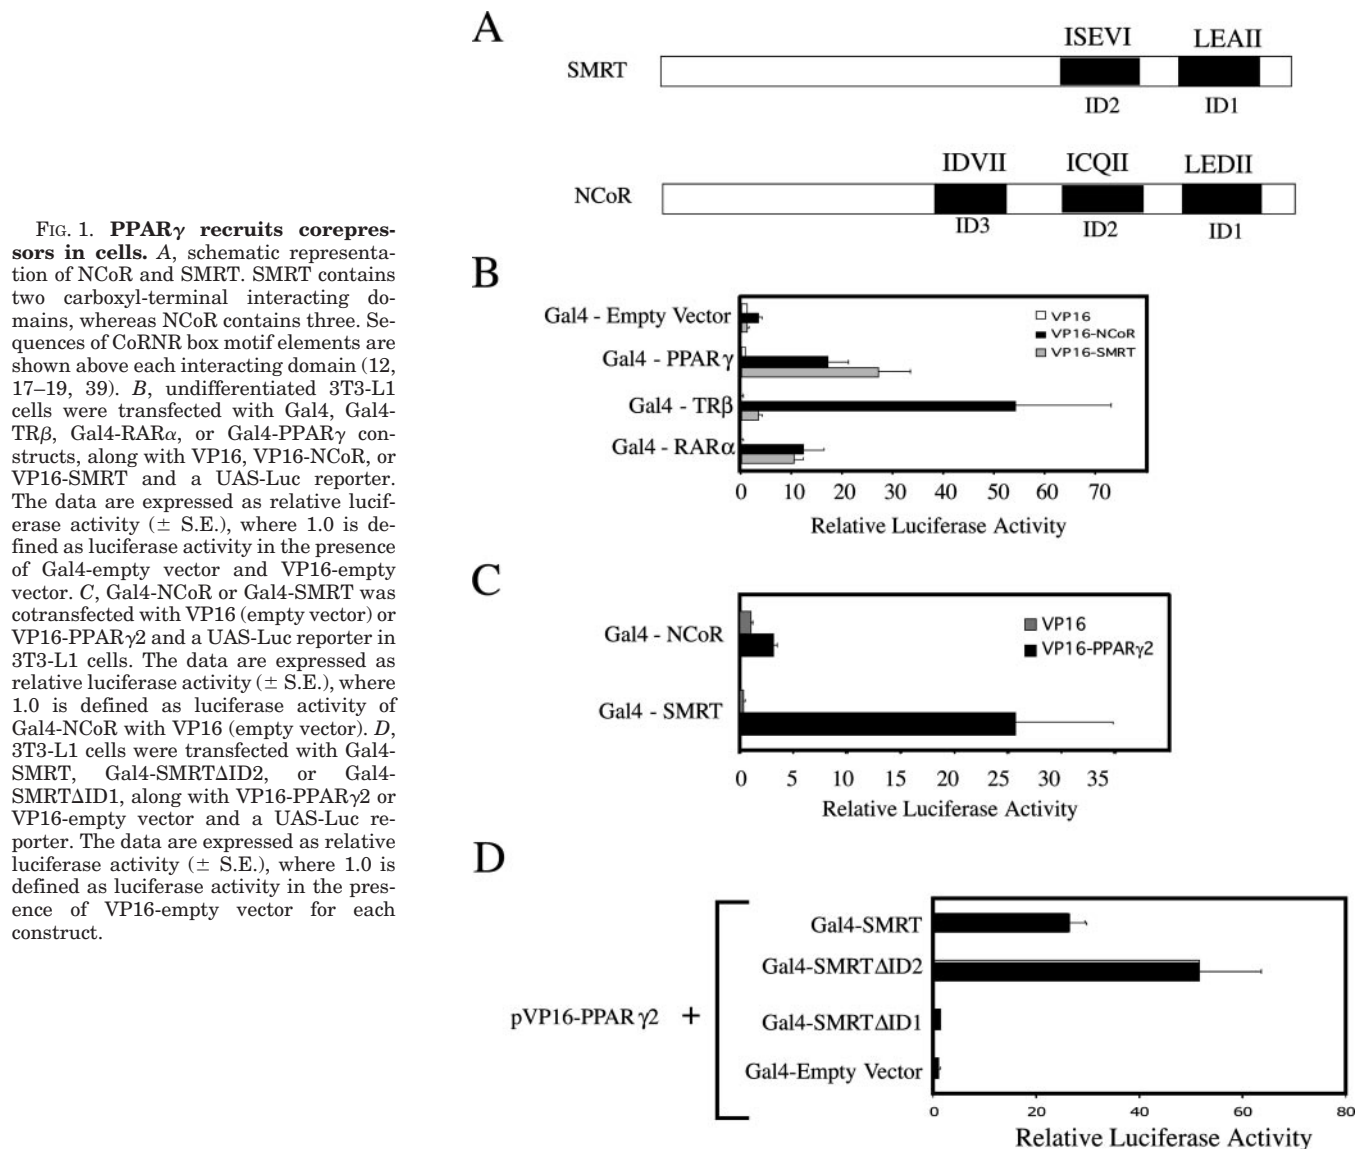 FIG. 1. PPARγ recruits corepres-
sors in cells. A, schematic representa-
tion of NCoR and SMRT. SMRT contains
two carboxyl-terminal interacting do-
mains, whereas NCoR contains three. Se-
quences of CoRNR box motif elements are
shown above each interacting domain (12,
17–19, 39). B, undifferentiated 3T3-L1
cells were transfected with Gal4, Gal4-
TRβ, Gal4-RARα, or Gal4-PPARγ con-
structs, along with VP16, VP16-NCoR, or
VP16-SMRT and a UAS-Luc reporter.
The data are expressed as relative lucif-
erase activity (± S.E.), where 1.0 is de-
fined as luciferase activity in the presence
of Gal4-empty vector and VP16-empty
vector. C, Gal4-NCoR or Gal4-SMRT was
cotransfected with VP16 (empty vector) or
VP16-PPARγ2 and a UAS-Luc reporter in
3T3-L1 cells. The data are expressed as
relative luciferase activity (± S.E.), where
1.0 is defined as luciferase activity of
Gal4-NCoR with VP16 (empty vector). D,
3T3-L1 cells were transfected with Gal4-
SMRT, Gal4-SMRTΔID2, or Gal4-
SMRTΔID1, along with VP16-PPARγ2 or
VP16-empty vector and a UAS-Luc re-
porter. The data are expressed as relative
luciferase activity (± S.E.), where 1.0 is
defined as luciferase activity in the pres-
ence of VP16-empty vector for each
construct.
A
ISEVI LEAII
SMRT
ID2 ID1
IDVII ICQII LEDII
NCoR
ID3 ID2 ID1
B
Gal4 - Empty Vector
Gal4 - PPARγ
Gal4 - TRβ
Gal4 - RARα
VP16
VP16-NCoR
VP16-SMRT
0 10 20 30 40 50 60 70
Relative Luciferase Activity
C
Gal4 - NCoR
Gal4 - SMRT
VP16
VP16-PPARγ2
0 5 10 15 20 25 30 35
Relative Luciferase Activity
D
pVP16-PPARγ2 +
Gal4-SMRT
Gal4-SMRTΔID2
Gal4-SMRTΔID1
Gal4-Empty Vector
0 20 40 60 80
Relative Luciferase Activity